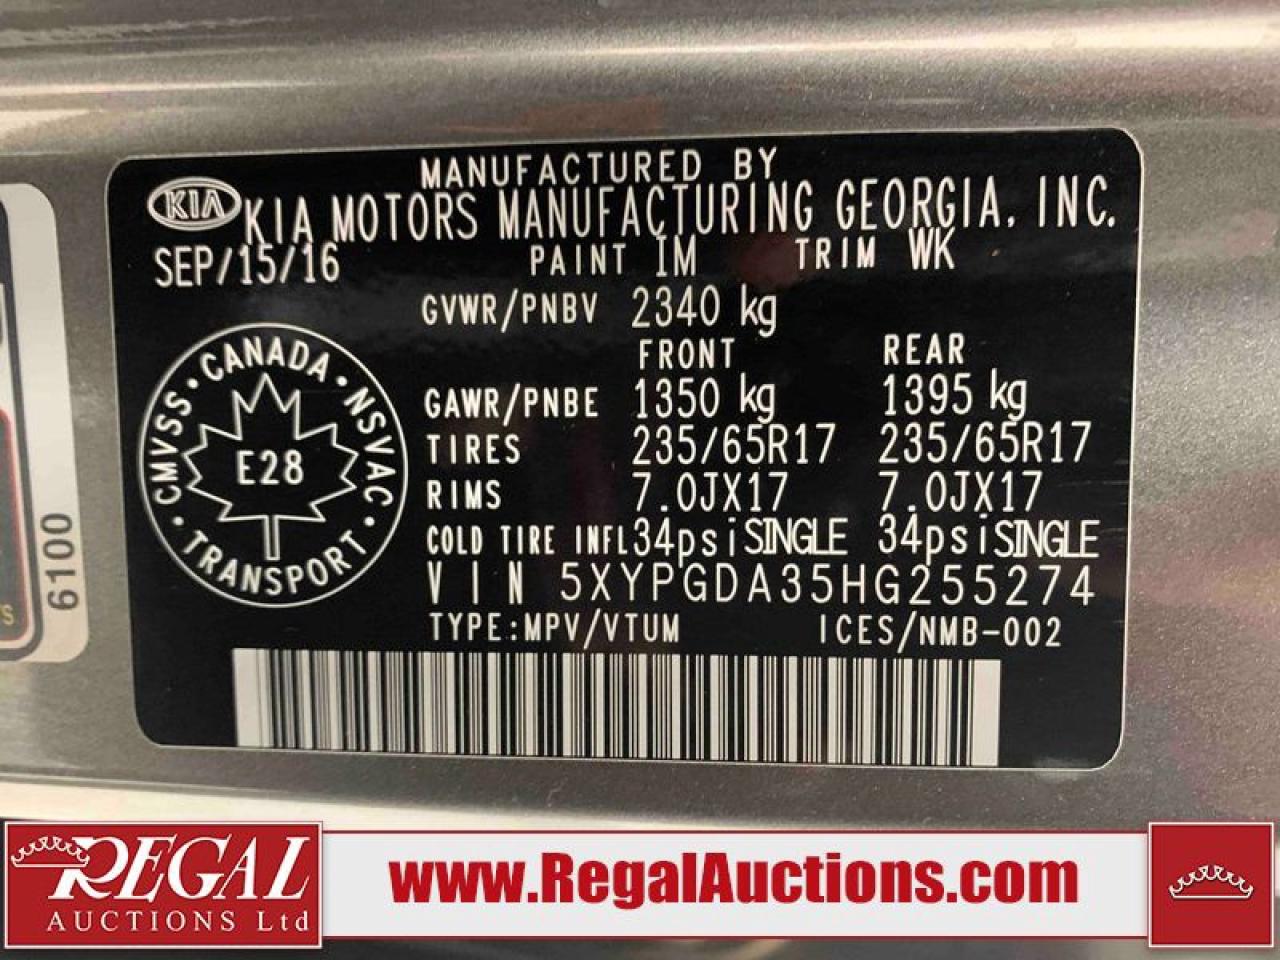 MANUFACTURED BY
KIA KIA MOTORS MANUFACTURING GEORGIA, INC.
SEP/15/16 PAINT 1M TRIM WK
GVWR/PNBV 2340 kg
FRONT REAR
GAWR/PNBE 1350 kg 1395 kg
TIRES 235/65R17 235/65R17
RIMS 7.0JX17 7.0JX17
COLD TIRE INFL 34psi SINGLE 34psi SINGLE
VIN 5XYPGDA35HG255274
TYPE:MPV/VTUM ICES/NMB-002
CMVSS · CANADA · NSVAC · TRANSPORT ·
E28
6100
TS
REGAL
AUCTIONS Ltd
www.RegalAuctions.com